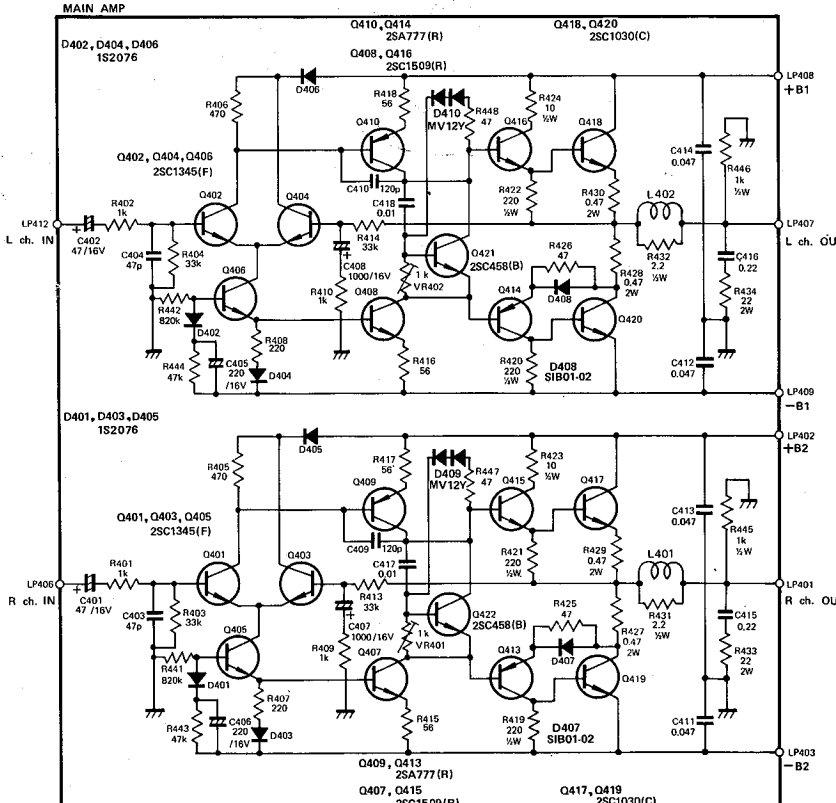 MAIN AMP
D402, D404, D406
1S2076
Q410, Q414
2SA777(R)
Q408, Q416
2SC1509(R)
Q418, Q420
2SC1030(C)
LP408
+B1
D406
R406
470
R418
56
D410
MV12Y
R448
47
R424
10
½W
Q410
Q416
Q418
C414
0.047
R446
1k
½W
Q402, Q404, Q406
2SC1345(F)
C410
120p
C418
0.01
R422
220
½W
R430
0.47
2W
L402
R402
1k
Q402
Q404
LP412
L ch. IN
C402
47/16V
LP407
L ch. OU
C404
47p
R404
33k
R414
33k
Q421
2SC458(B)
R426
47
R428
0.47
2W
R432
2.2
½W
C416
0.22
Q406
C408
1000/16V
1k
VR402
R410
1k
Q408
Q414
D408
R434
22
2W
R442
820k
D402
R408
220
Q420
R444
47k
C405
220
/16V
D404
R416
56
R420
220
½W
D408
SIB01-02
C412
0.047
LP409
−B1
D401, D403, D405
1S2076
LP402
+B2
D405
R405
470
R417
56
D409
MV12Y
R447
47
R423
10
½W
Q409
Q415
Q417
C413
0.047
R445
1k
½W
Q401, Q403, Q405
2SC1345(F)
C409
120p
C417
0.01
R421
220
½W
R429
0.47
2W
L401
R401
1k
Q401
Q403
LP406
R ch. IN
C401
47 /16V
LP401
R ch. OU
C403
47p
R403
33k
R413
33k
Q422
2SC458(B)
R425
47
R427
0.47
2W
R431
2.2
½W
C415
0.22
Q405
C407
1000/16V
1k
VR401
R409
1k
Q407
Q413
D407
R433
22
2W
R441
820k
D401
R407
220
Q419
R443
47k
C406
220
/16V
D403
R415
56
R419
220
½W
D407
SIB01-02
C411
0.047
LP403
−B2
Q409, Q413
2SA777(R)
Q407, Q415
2SC1509(R)
Q417, Q419
2SC1030(C)